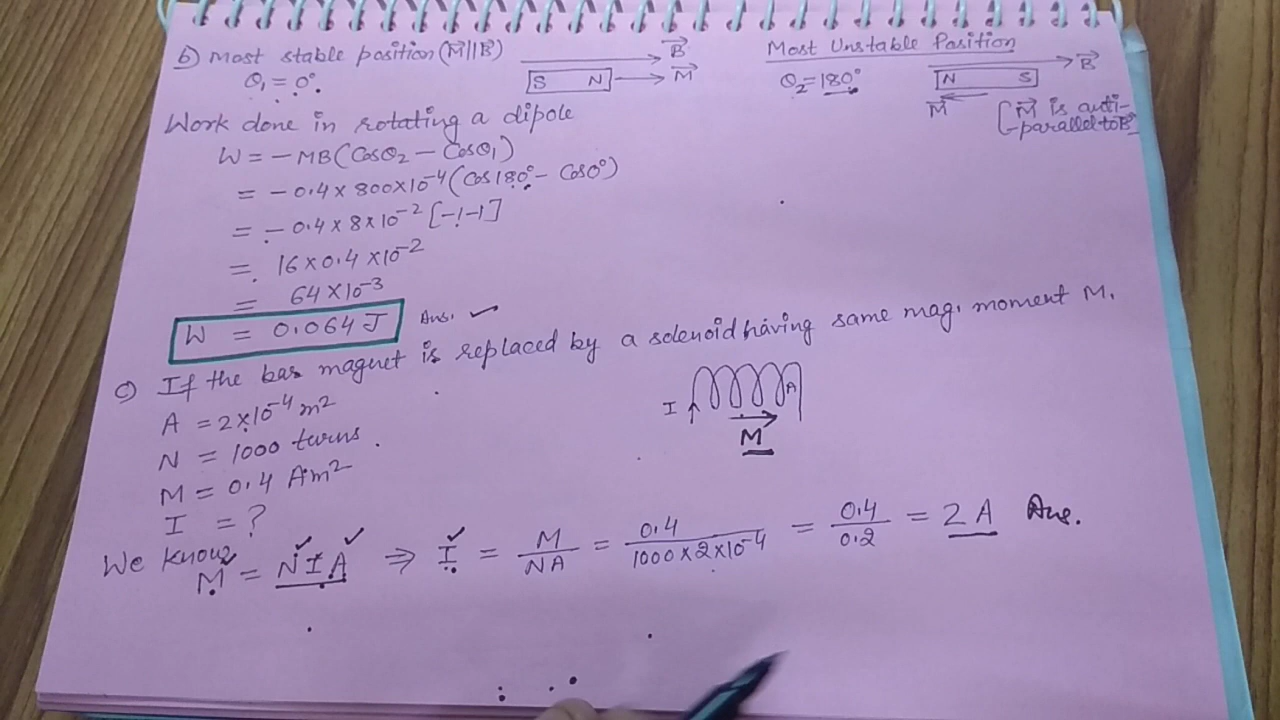 b) Most stable position (M⃗||B⃗)
B⃗
θ₁ = 0°.
S N
M⃗
Most Unstable Position
θ₂ = 180°
N S
B⃗
M⃗
[M⃗ is anti-
parallel to B⃗
Work done in rotating a dipole
W = -MB(Cosθ₂ - Cosθ₁)
= -0.4 × 800×10⁻⁴ (Cos180° - Cos0°)
= - 0.4 × 8×10⁻² [-1-1]
= 16 × 0.4 × 10⁻²
= 64 × 10⁻³
W = 0.064 J Ans. ✓
c) If the bar magnet is replaced by a solenoid having same mag. moment M.
A = 2×10⁻⁴ m²
N = 1000 turns.
M = 0.4 Am²
I = ?
I A
M
We know
M = NIA ⇒ I = M/NA = 0.4/1000×2×10⁻⁴ = 0.4/0.2 = 2 A Ans.